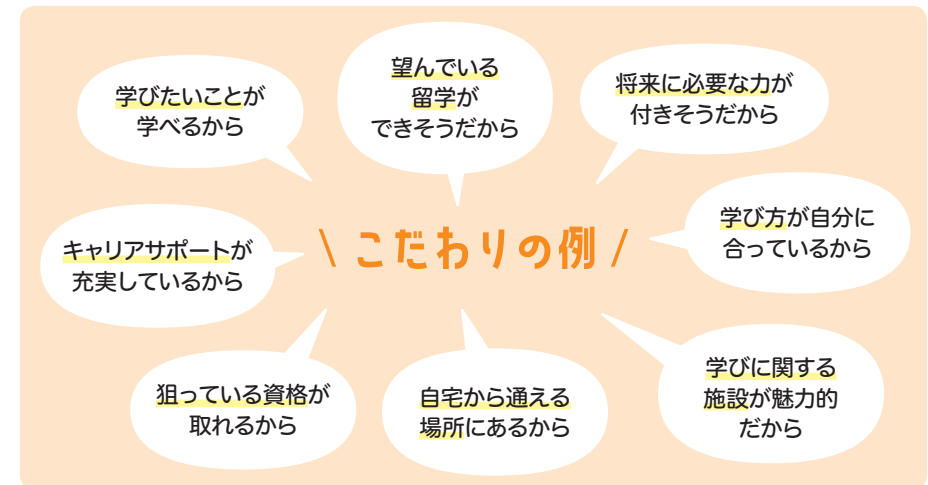 学びたいことが
学べるから
望んでいる
留学が
できそうだから
将来に必要な力が
付きそうだから
キャリアサポートが
充実しているから
\ こだわりの例 /
学び方が自分に
合っているから
狙っている資格が
取れるから
自宅から通える
場所にあるから
学びに関する
施設が魅力的
だから